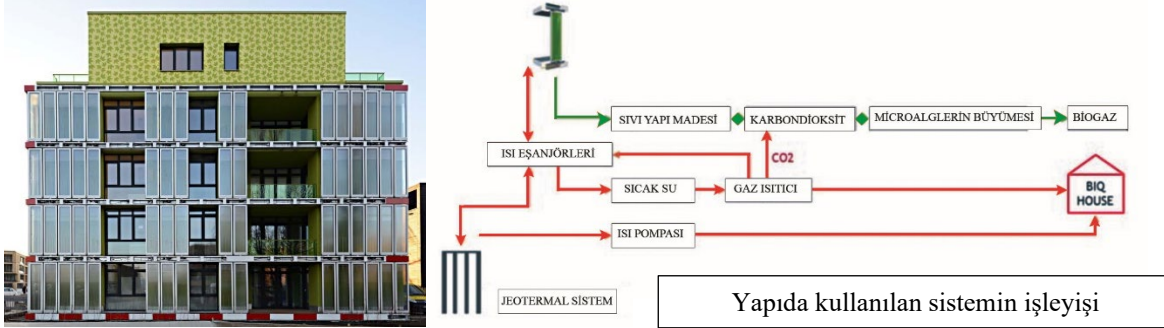 SIVI YAPI MADESİ
KARBONDİOKSİT
MİCROALGLERİN BÜYÜMESİ
BİOGAZ
ISI EŞANJÖRLERİ
CO2
SICAK SU
GAZ ISITICI
BIQ
HOUSE
ISI POMPASI
JEOTERMAL SİSTEM
Yapıda kullanılan sistemin işleyişi